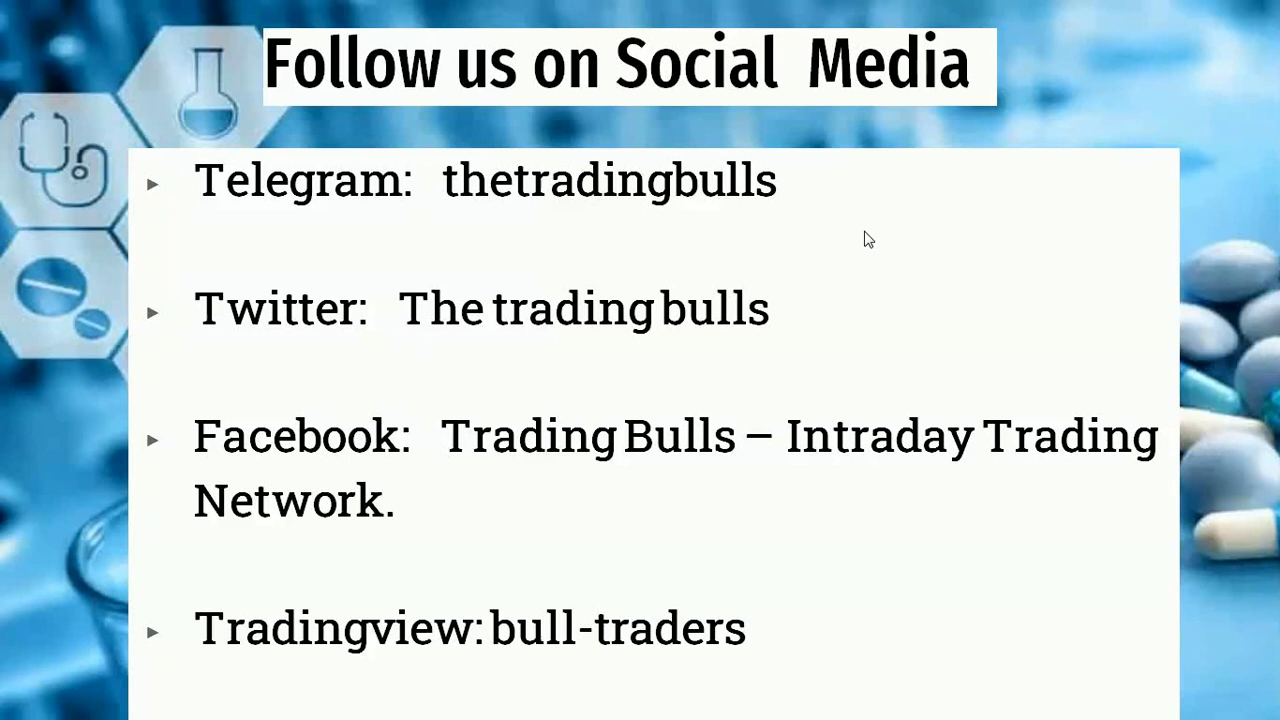 Follow us on Social Media
Telegram: thetradingbulls
Twitter: The trading bulls
Facebook: Trading Bulls – Intraday Trading
Network.
Tradingview: bull-traders